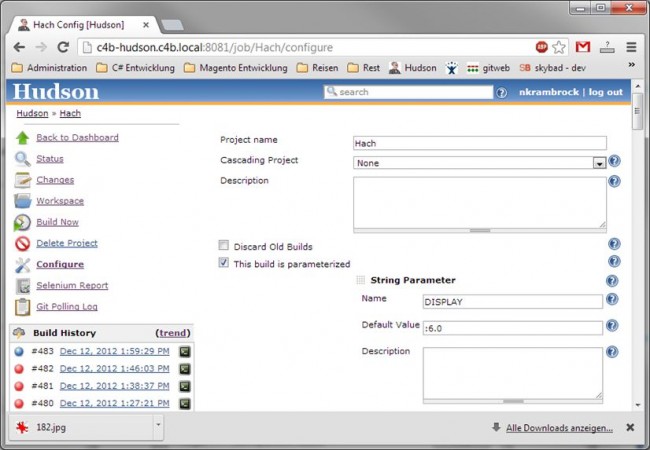 Hach Config [Hudson]
c4b-hudson.c4b.local:8081/job/Hach/configure
Administration C# Entwicklung Magento Entwicklung Reisen Rest Hudson gitweb SB skybad - dev »
Hudson
search
nkrambrock | log out
Hudson » Hach
Back to Dashboard
Status
Changes
Workspace
Build Now
Delete Project
Configure
Selenium Report
Git Polling Log
Build History (trend)
#483 Dec 12, 2012 1:59:29 PM
#482 Dec 12, 2012 1:46:03 PM
#481 Dec 12, 2012 1:38:37 PM
#480 Dec 12, 2012 1:27:21 PM
Project name Hach
Cascading Project None
Description
Discard Old Builds
This build is parameterized
String Parameter
Name DISPLAY
Default Value :6.0
Description
182.jpg
Alle Downloads anzeigen...